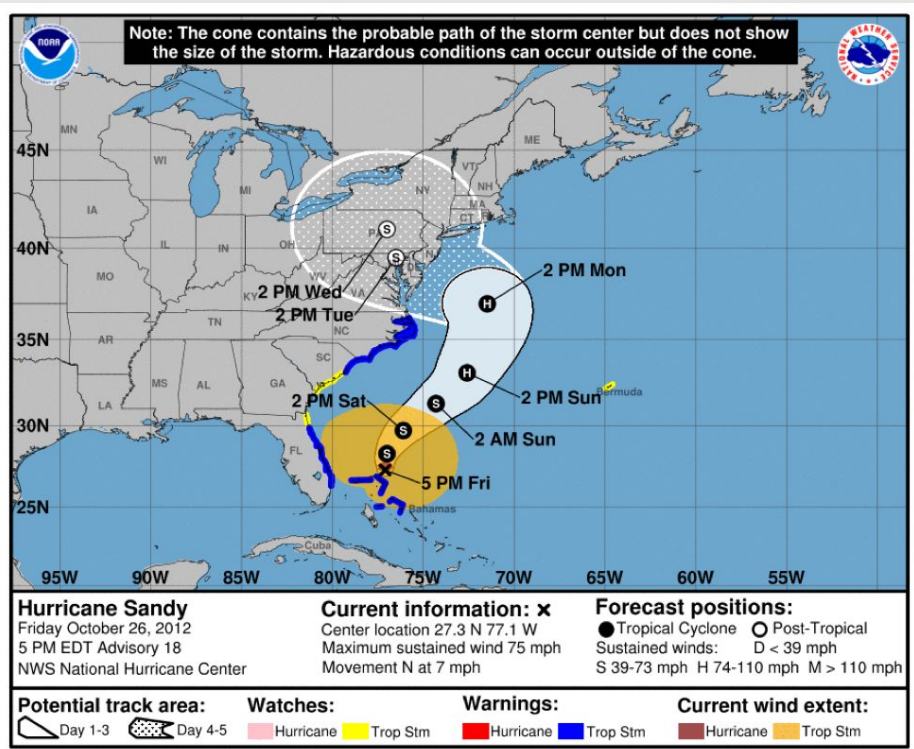 Note: The cone contains the probable path of the storm center but does not show
the size of the storm. Hazardous conditions can occur outside of the cone.
NOAA
NATIONAL WEATHER SERVICE
MN
ME
45N
WI
VT
MI
NY
NH
MA
IA
CT
40N
PA
OH
IL
IN
S
S
2 PM Mon
MO
WV
2 PM Wed
VA
KY
H
2 PM Tue
TN
NC
35N
AR
SC
H
MS
AL
GA
2 PM Sun
Bermuda
LA
2 PM Sat
S
30N
S
2 AM Sun
FL
S
5 PM Fri
25N
Bahamas
Cuba
95W 90W 85W 80W 75W 70W 65W 60W 55W
Hurricane Sandy
Friday October 26, 2012
5 PM EDT Advisory 18
NWS National Hurricane Center
Current information: x
Center location 27.3 N 77.1 W
Maximum sustained wind 75 mph
Movement N at 7 mph
Forecast positions:
Tropical Cyclone Post-Tropical
Sustained winds: D < 39 mph
S 39-73 mph H 74-110 mph M > 110 mph
Potential track area:
Day 1-3 Day 4-5
Watches:
Hurricane Trop Stm
Warnings:
Hurricane Trop Stm
Current wind extent:
Hurricane Trop Stm